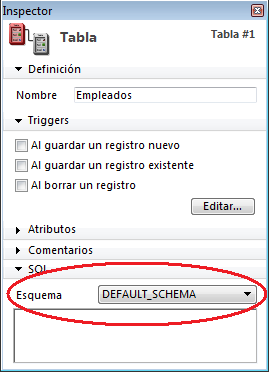 Inspector
Tabla
Tabla #1
Definición
Nombre
Empleados
Triggers
Al guardar un registro nuevo
Al guardar un registro existente
Al borrar un registro
Editar...
Atributos
Comentarios
SQL
Esquema
DEFAULT_SCHEMA